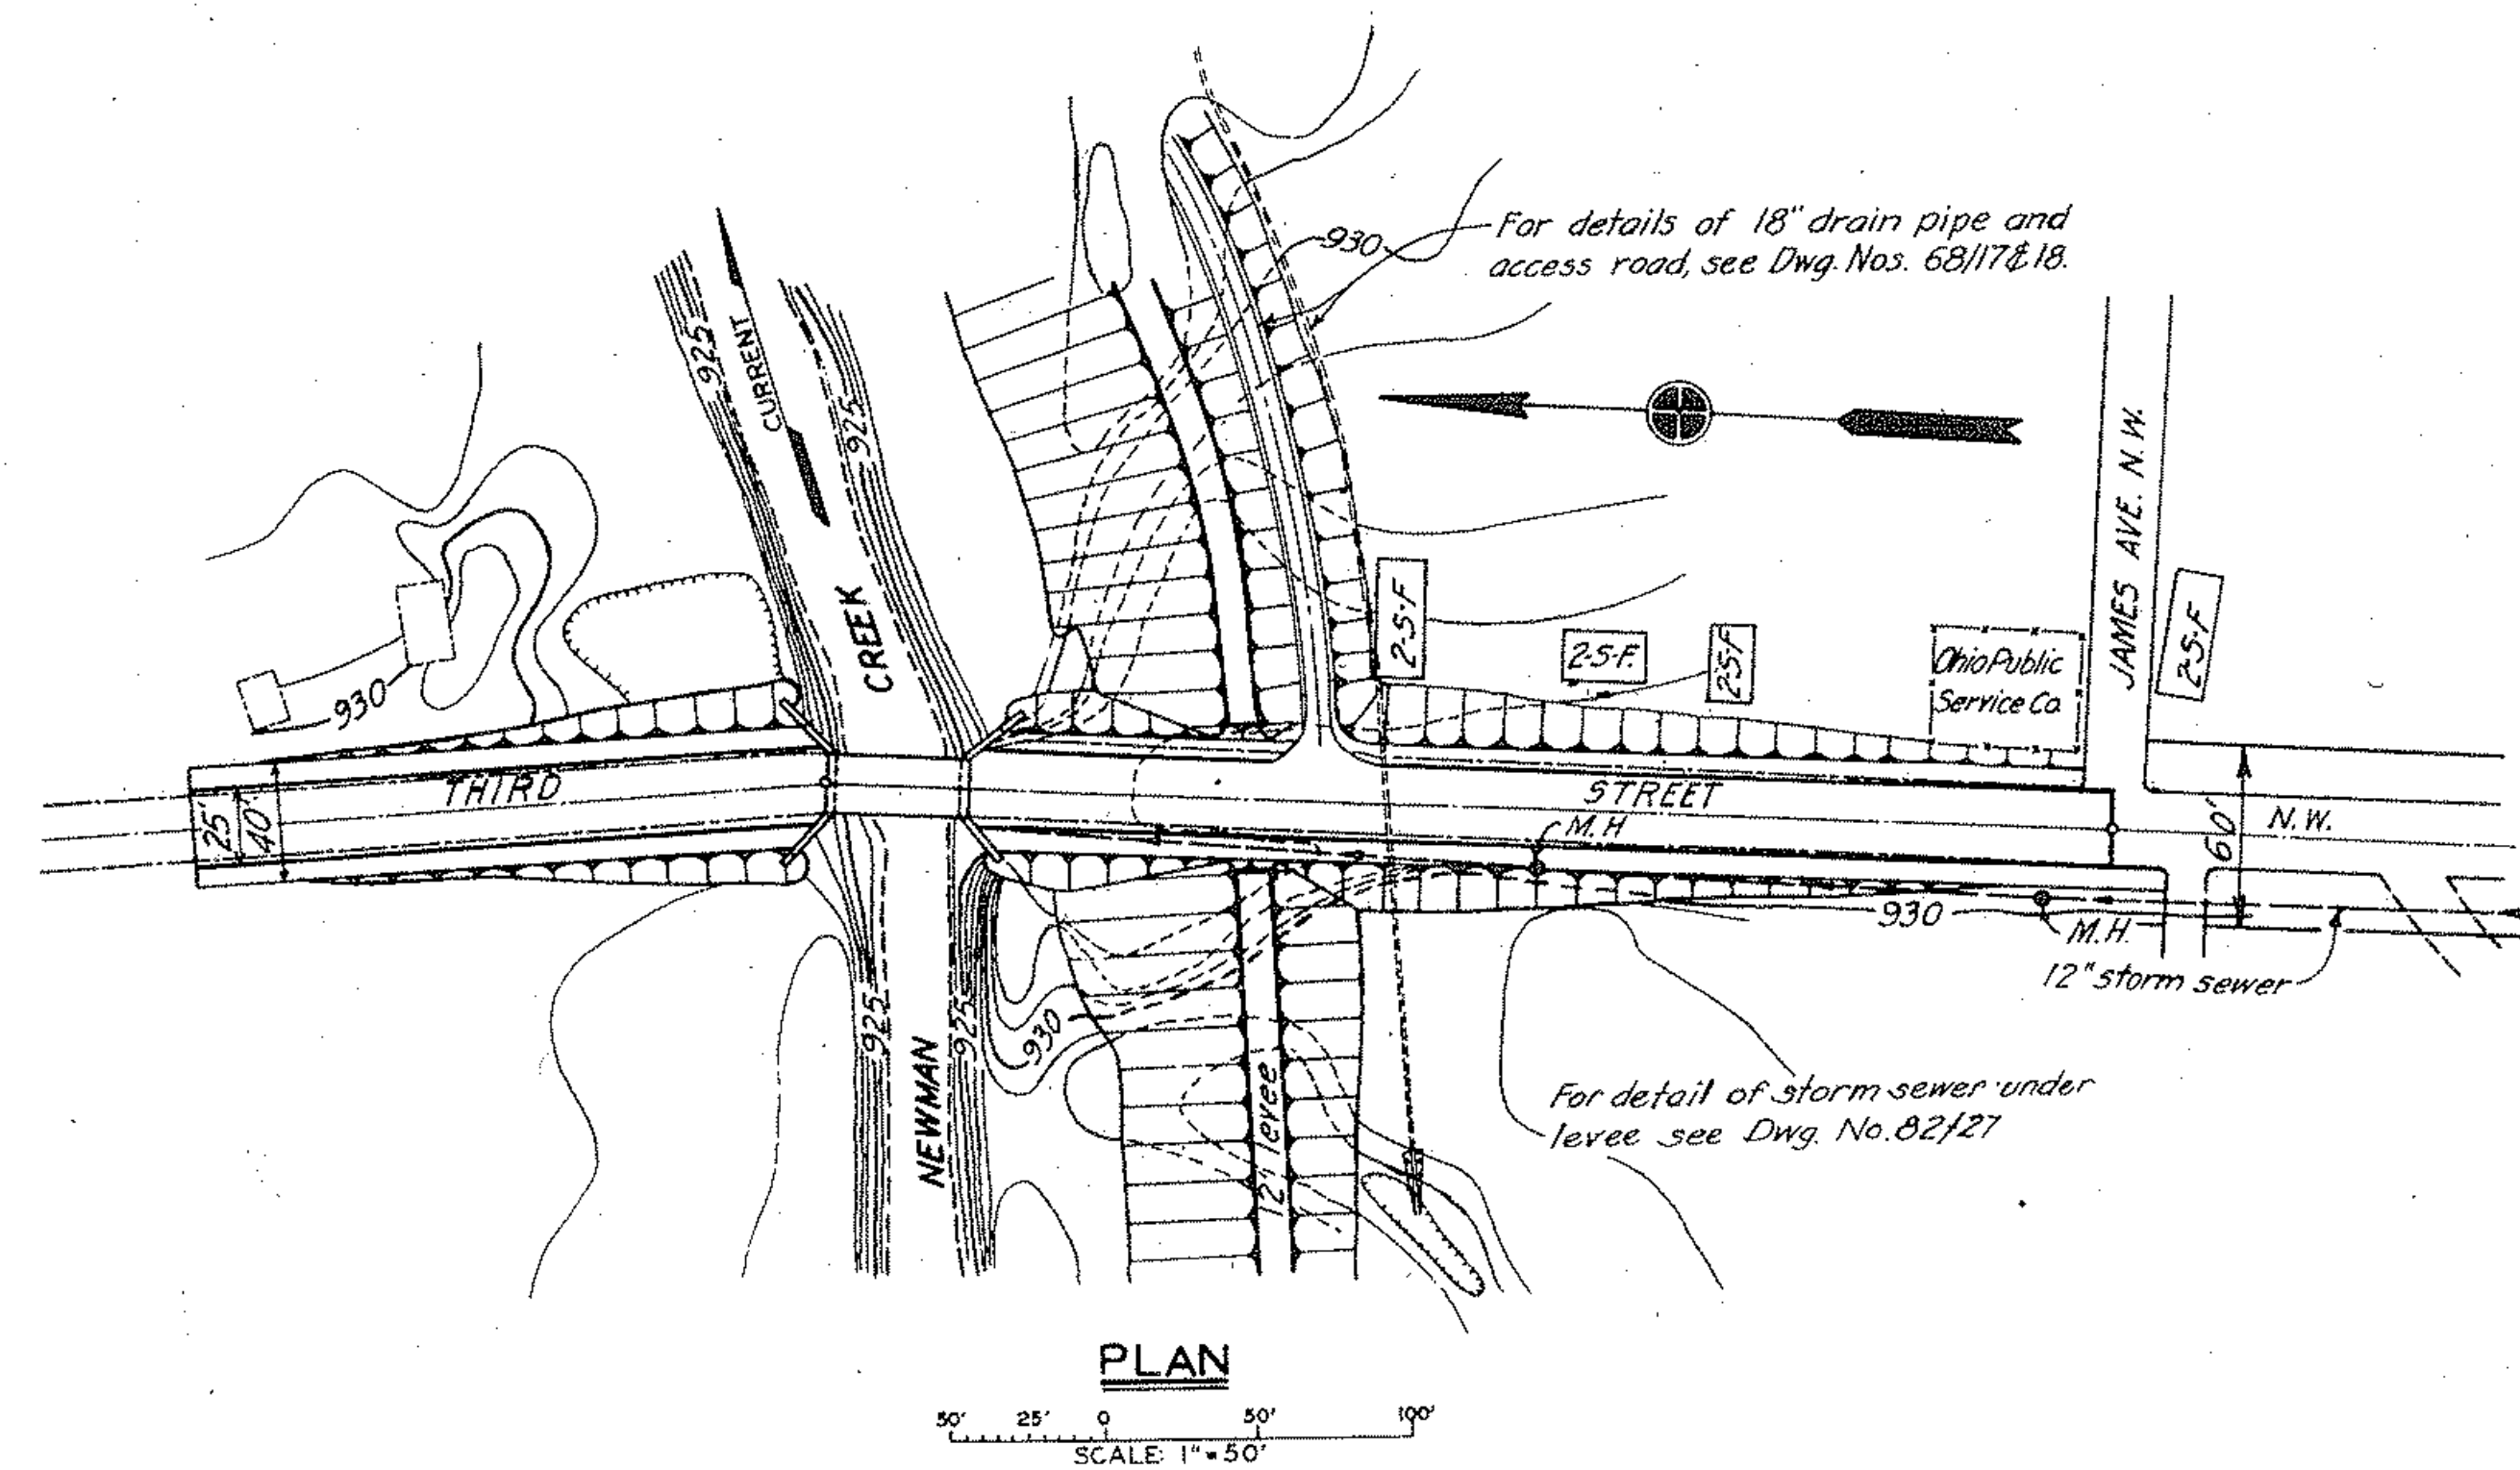 For details of 18" drain pipe and
access road, see Dwg. Nos. 68/17&18.
930
925
CURRENT
925
JAMES AVE. N.W.
CREEK
2-S-F
2-S-F.
2-S-F
2-S-F
Ohio Public
Service Co.
930
THIRD
STREET
N.W.
25'
40'
60'
M.H
930
M.H.
12" storm sewer
925
925
930
NEWMAN
12' levee
For detail of storm sewer under
levee see Dwg. No. 82/27
PLAN
50' 25' 0 50' 100'
SCALE: 1"=50'